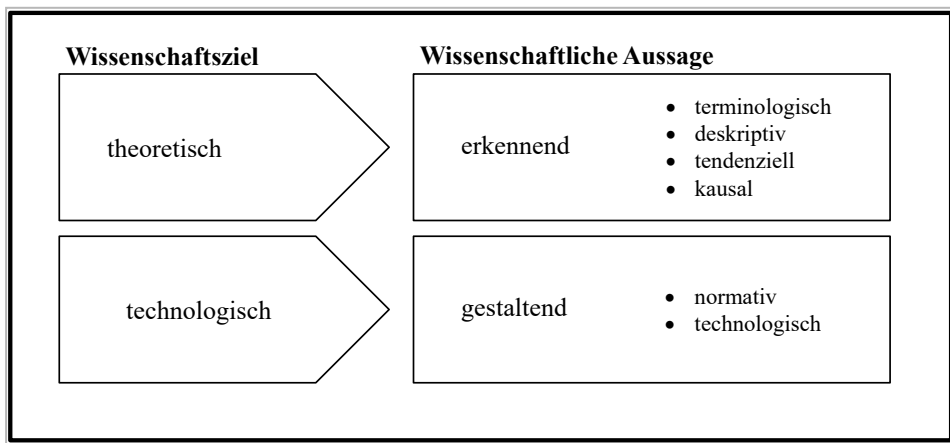 Wissenschaftsziel
Wissenschaftliche Aussage
theoretisch
erkennend
• terminologisch
• deskriptiv
• tendenziell
• kausal
technologisch
gestaltend
• normativ
• technologisch